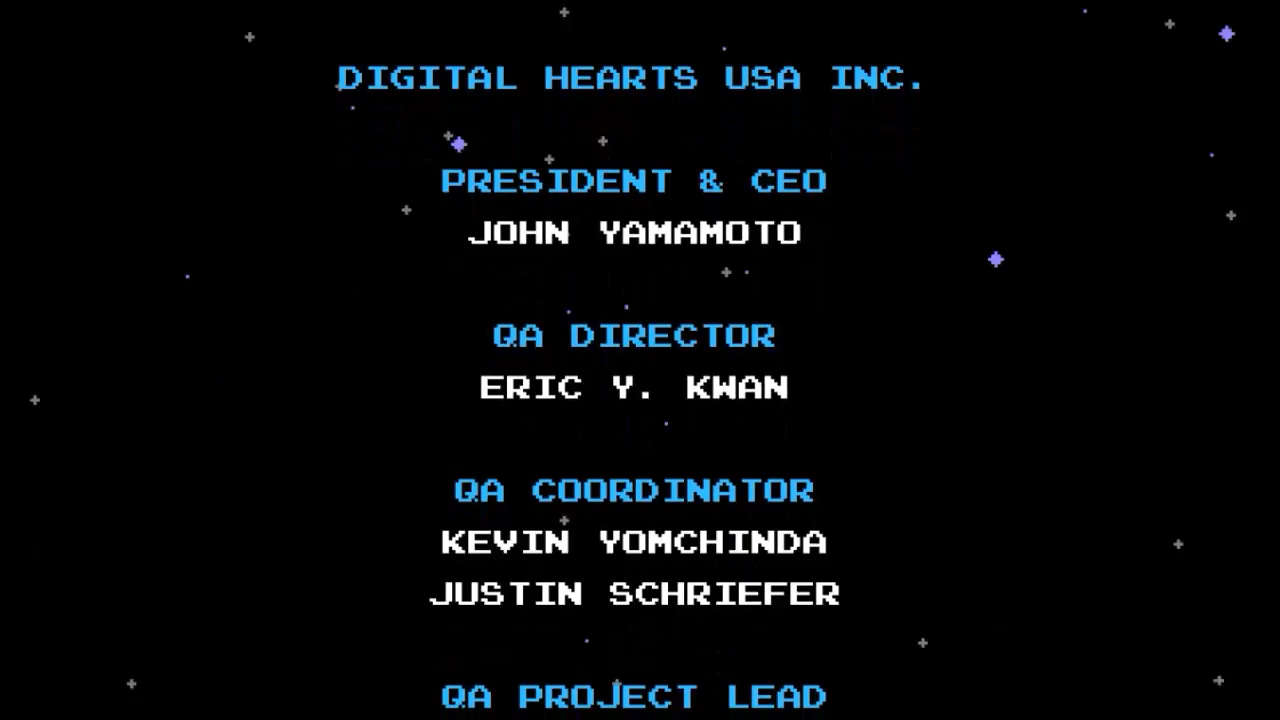 DIGITAL HEARTS USA INC.
PRESIDENT & CEO
JOHN YAMAMOTO
QA DIRECTOR
ERIC Y. KWAN
QA COORDINATOR
KEVIN YOMCHINDA
JUSTIN SCHRIEFER
QA PROJECT LEAD